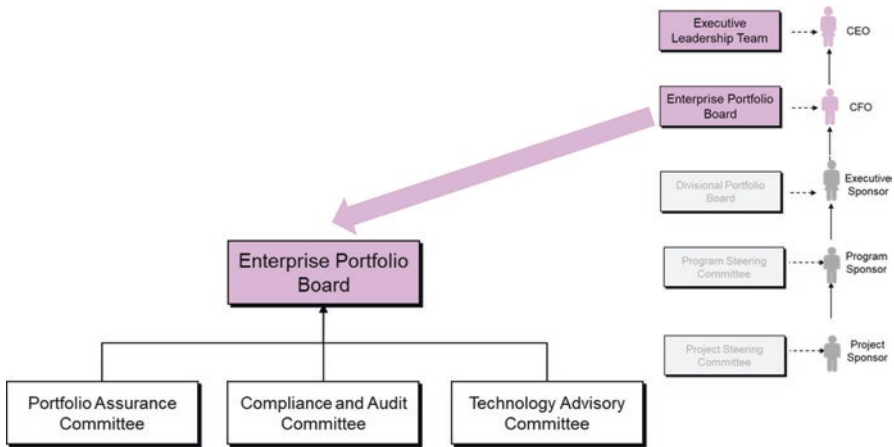 Executive
Leadership Team
CEO
Enterprise Portfolio
Board
CFO
Divisional Portfolio
Board
Executive
Sponsor
Program Steering
Committee
Program
Sponsor
Project Steering
Committee
Project
Sponsor
Enterprise Portfolio
Board
Portfolio Assurance
Committee
Compliance and Audit
Committee
Technology Advisory
Committee